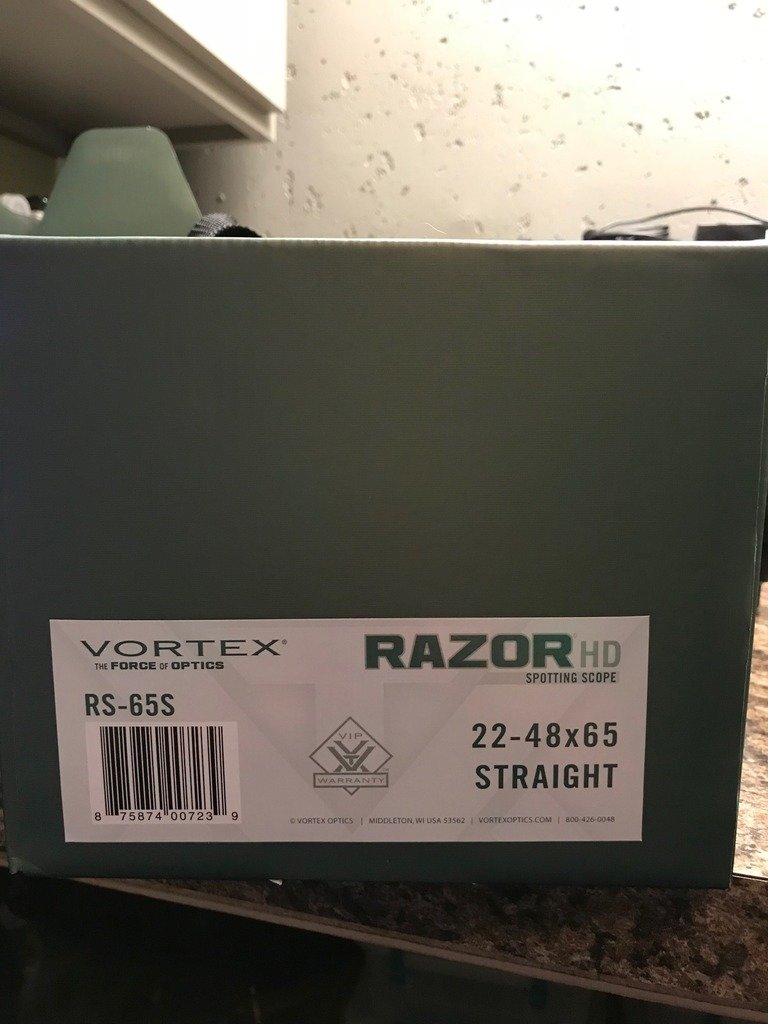 VORTEX®
THE FORCE OF OPTICS
RAZOR HD
SPOTTING SCOPE
RS-65S
22-48x65
STRAIGHT
VIP
WARRANTY
8 75874 00723 9
© VORTEX OPTICS | MIDDLETON, WI USA 53562 | VORTEXOPTICS.COM | 800-426-0048